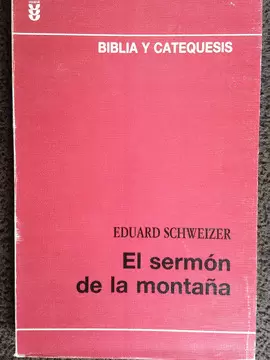 BIBLIA Y CATEQUESIS
EDUARD SCHWEIZER
El sermón
de la montaña